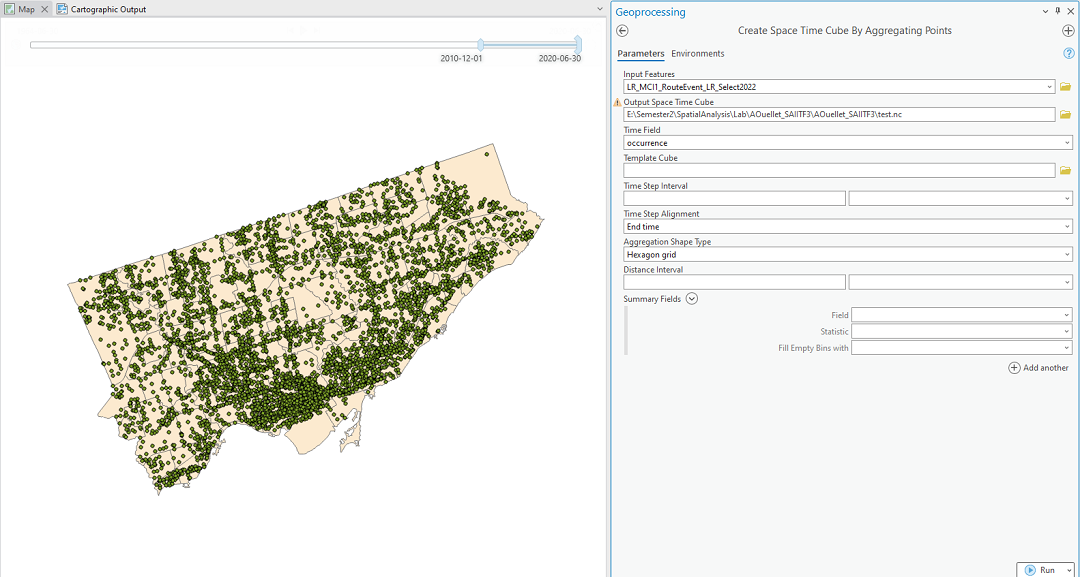 Map
Cartographic Output
2010-12-01
2020-06-30
Geoprocessing
Create Space Time Cube By Aggregating Points
Parameters Environments
Input Features
LR_MCI1_RouteEvent_LR_Select2022
Output Space Time Cube
E:\Semester2\SpatialAnalysis\Lab\AOuellet_SAIITF3\AOuellet_SAIITF3\test.nc
Time Field
occurrence
Template Cube
Time Step Interval
Time Step Alignment
End time
Aggregation Shape Type
Hexagon grid
Distance Interval
Summary Fields
Field
Statistic
Fill Empty Bins with
Add another
Run